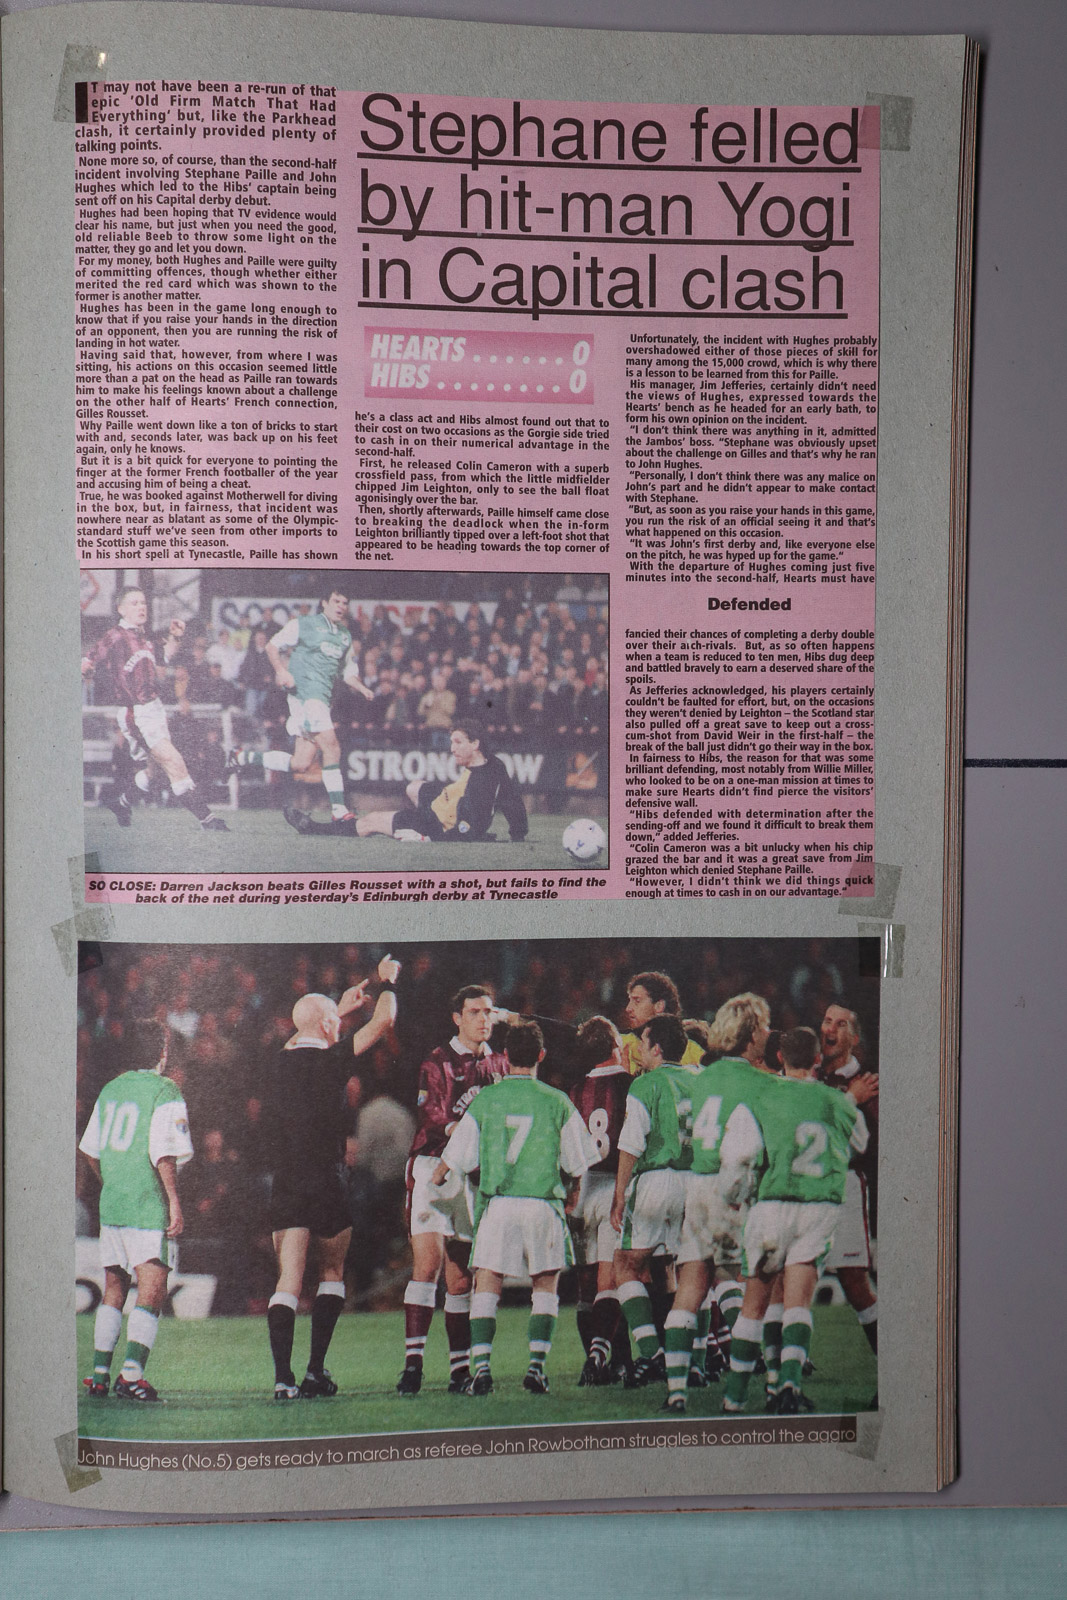 IT may not have been a re-run of that
epic 'Old Firm Match That Had
Everything' but, like the Parkhead
clash, it certainly provided plenty of
talking points.
None more so, of course, than the second-half
incident involving Stephane Paille and John
Hughes which led to the Hibs' captain being
sent off on his Capital derby debut.
Hughes had been hoping that TV evidence would
clear his name, but just when you need the good,
old reliable Beeb to throw some light on the
matter, they go and let you down.
For my money, both Hughes and Paille were guilty
of committing offences, though whether either
merited the red card which was shown to the
former is another matter.
Hughes has been in the game long enough to
know that if you raise your hands in the direction
of an opponent, then you are running the risk of
landing in hot water.
Having said that, however, from where I was
sitting, his actions on this occasion seemed little
more than a pat on the head as Paille ran towards
him to make his feelings known about a challenge
on the other half of Hearts' French connection,
Gilles Rousset.
Why Paille went down like a ton of bricks to start
with and, seconds later, was back up on his feet
again, only he knows.
But it is a bit quick for everyone to pointing the
finger at the former French footballer of the year
and accusing him of being a cheat.
True, he was booked against Motherwell for diving
in the box, but, in fairness, that incident was
nowhere near as blatant as some of the Olympic-
standard stuff we've seen from other imports to
the Scottish game this season.
In his short spell at Tynecastle, Paille has shown
Stephane felled
by hit-man Yogi
in Capital clash
HEARTS ...... 0
HIBS ........ 0
he's a class act and Hibs almost found out that to
their cost on two occasions as the Gorgie side tried
to cash in on their numerical advantage in the
second-half.
First, he released Colin Cameron with a superb
crossfield pass, from which the little midfielder
chipped Jim Leighton, only to see the ball float
agonisingly over the bar.
Then, shortly afterwards, Paille himself came close
to breaking the deadlock when the in-form
Leighton brilliantly tipped over a left-foot shot that
appeared to be heading towards the top corner of
the net.
Unfortunately, the incident with Hughes probably
overshadowed either of those pieces of skill for
many among the 15,000 crowd, which is why there
is a lesson to be learned from this for Paille.
His manager, Jim Jefferies, certainly didn't need
the views of Hughes, expressed towards the
Hearts' bench as he headed for an early bath, to
form his own opinion on the incident.
"I don't think there was anything in it, admitted
the Jambos' boss. "Stephane was obviously upset
about the challenge on Gilles and that's why he ran
to John Hughes.
"Personally, I don't think there was any malice on
John's part and he didn't appear to make contact
with Stephane.
"But, as soon as you raise your hands in this game,
you run the risk of an official seeing it and that's
what happened on this occasion.
"It was John's first derby and, like everyone else
on the pitch, he was hyped up for the game."
With the departure of Hughes coming just five
minutes into the second-half, Hearts must have
Defended
fancied their chances of completing a derby double
over their arch-rivals. But, as so often happens
when a team is reduced to ten men, Hibs dug deep
and battled bravely to earn a deserved share of the
spoils.
As Jefferies acknowledged, his players certainly
couldn't be faulted for effort, but, on the occasions
they weren't denied by Leighton – the Scotland star
also pulled off a great save to keep out a cross-
cum-shot from David Weir in the first-half – the
break of the ball just didn't go their way in the box.
In fairness to Hibs, the reason for that was some
brilliant defending, most notably from Willie Miller,
who looked to be on a one-man mission at times to
make sure Hearts didn't find pierce the visitors'
defensive wall.
"Hibs defended with determination after the
sending-off and we found it difficult to break them
down," added Jefferies.
"Colin Cameron was a bit unlucky when his chip
grazed the bar and it was a great save from Jim
Leighton which denied Stephane Paille.
"However, I didn't think we did things quick
enough at times to cash in on our advantage."
STRONG
SO CLOSE: Darren Jackson beats Gilles Rousset with a shot, but fails to find the
back of the net during yesterday's Edinburgh derby at Tynecastle
10
7
8
4
2
John Hughes (No.5) gets ready to march as referee John Rowbotham struggles to control the aggro